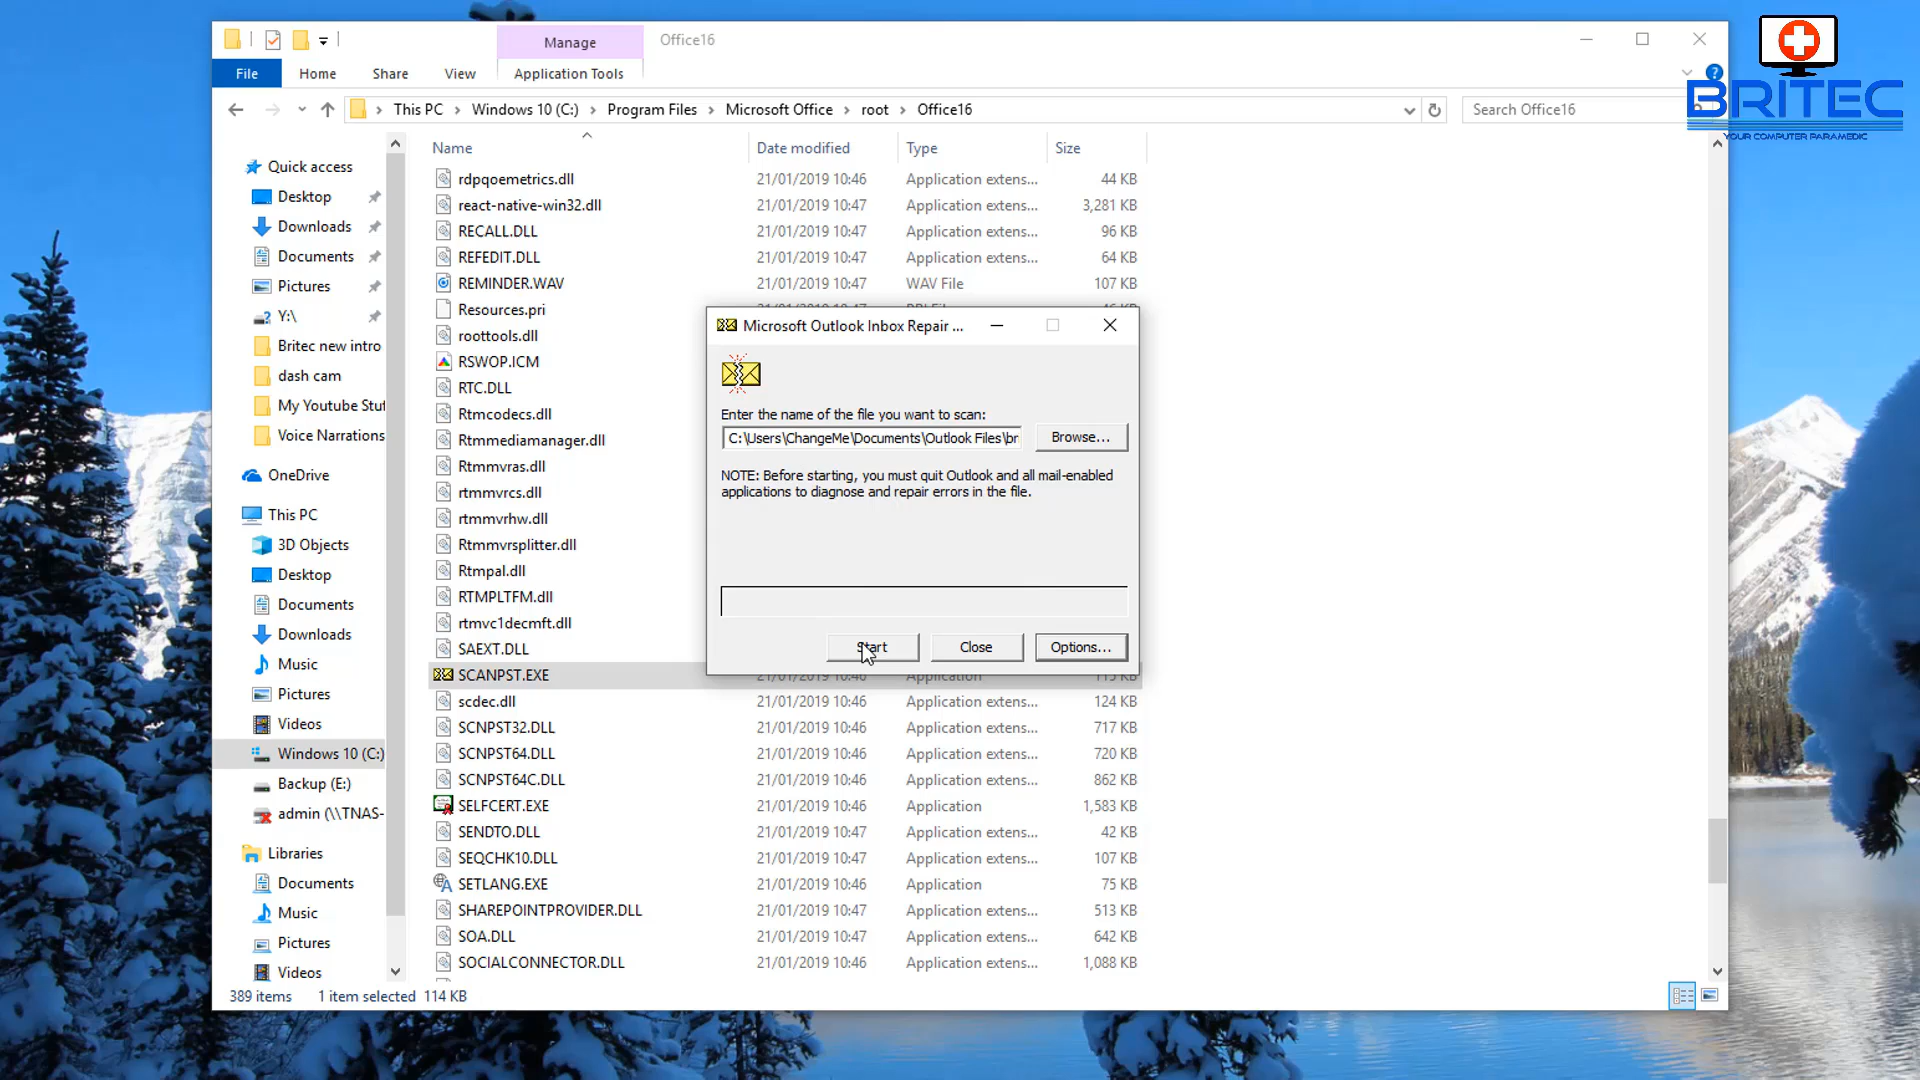 Manage
Office16
File
Home
Share
View
Application Tools
BRITEC
YOUR COMPUTER PARAMEDIC
This PC > Windows 10 (C:) > Program Files > Microsoft Office > root > Office16
Search Office16
Quick access
Desktop
Downloads
Documents
Pictures
Y:\
Britec new intro
dash cam
My Youtube Stuf
Voice Narrations
OneDrive
This PC
3D Objects
Desktop
Documents
Downloads
Music
Pictures
Videos
Windows 10 (C:)
Backup (E:)
admin (\\TNAS-
Libraries
Documents
Music
Pictures
Videos
Name Date modified Type Size
rdpqoemetrics.dll 21/01/2019 10:46 Application extens... 44 KB
react-native-win32.dll 21/01/2019 10:47 Application extens... 3,281 KB
RECALL.DLL 21/01/2019 10:47 Application extens... 96 KB
REFEDIT.DLL 21/01/2019 10:47 Application extens... 64 KB
REMINDER.WAV 21/01/2019 10:47 WAV File 107 KB
Resources.pri
roottools.dll
RSWOP.ICM
RTC.DLL
Rtmcodecs.dll
Rtmmediamanager.dll
Rtmmvras.dll
rtmmvrcs.dll
rtmmvrhw.dll
Rtmmvrsplitter.dll
Rtmpal.dll
RTMPLTFM.dll
rtmvc1decmft.dll
SAEXT.DLL
SCANPST.EXE 21/01/2019 10:46 Application
scdec.dll 21/01/2019 10:46 Application extens... 124 KB
SCNPST32.DLL 21/01/2019 10:46 Application extens... 717 KB
SCNPST64.DLL 21/01/2019 10:46 Application extens... 720 KB
SCNPST64C.DLL 21/01/2019 10:46 Application extens... 862 KB
SELFCERT.EXE 21/01/2019 10:46 Application 1,583 KB
SENDTO.DLL 21/01/2019 10:47 Application extens... 42 KB
SEQCHK10.DLL 21/01/2019 10:47 Application extens... 107 KB
SETLANG.EXE 21/01/2019 10:46 Application 75 KB
SHAREPOINTPROVIDER.DLL 21/01/2019 10:47 Application extens... 513 KB
SOA.DLL 21/01/2019 10:47 Application extens... 642 KB
SOCIALCONNECTOR.DLL 21/01/2019 10:46 Application extens... 1,088 KB
Microsoft Outlook Inbox Repair ...
Enter the name of the file you want to scan:
C:\Users\ChangeMe\Documents\Outlook Files\br
Browse...
NOTE: Before starting, you must quit Outlook and all mail-enabled
applications to diagnose and repair errors in the file.
Start
Close
Options...
389 items 1 item selected 114 KB